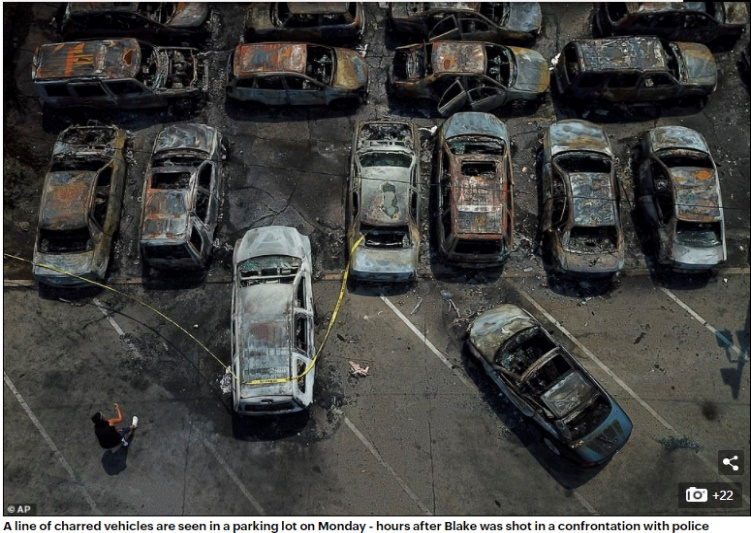 © AP
+22
A line of charred vehicles are seen in a parking lot on Monday - hours after Blake was shot in a confrontation with police